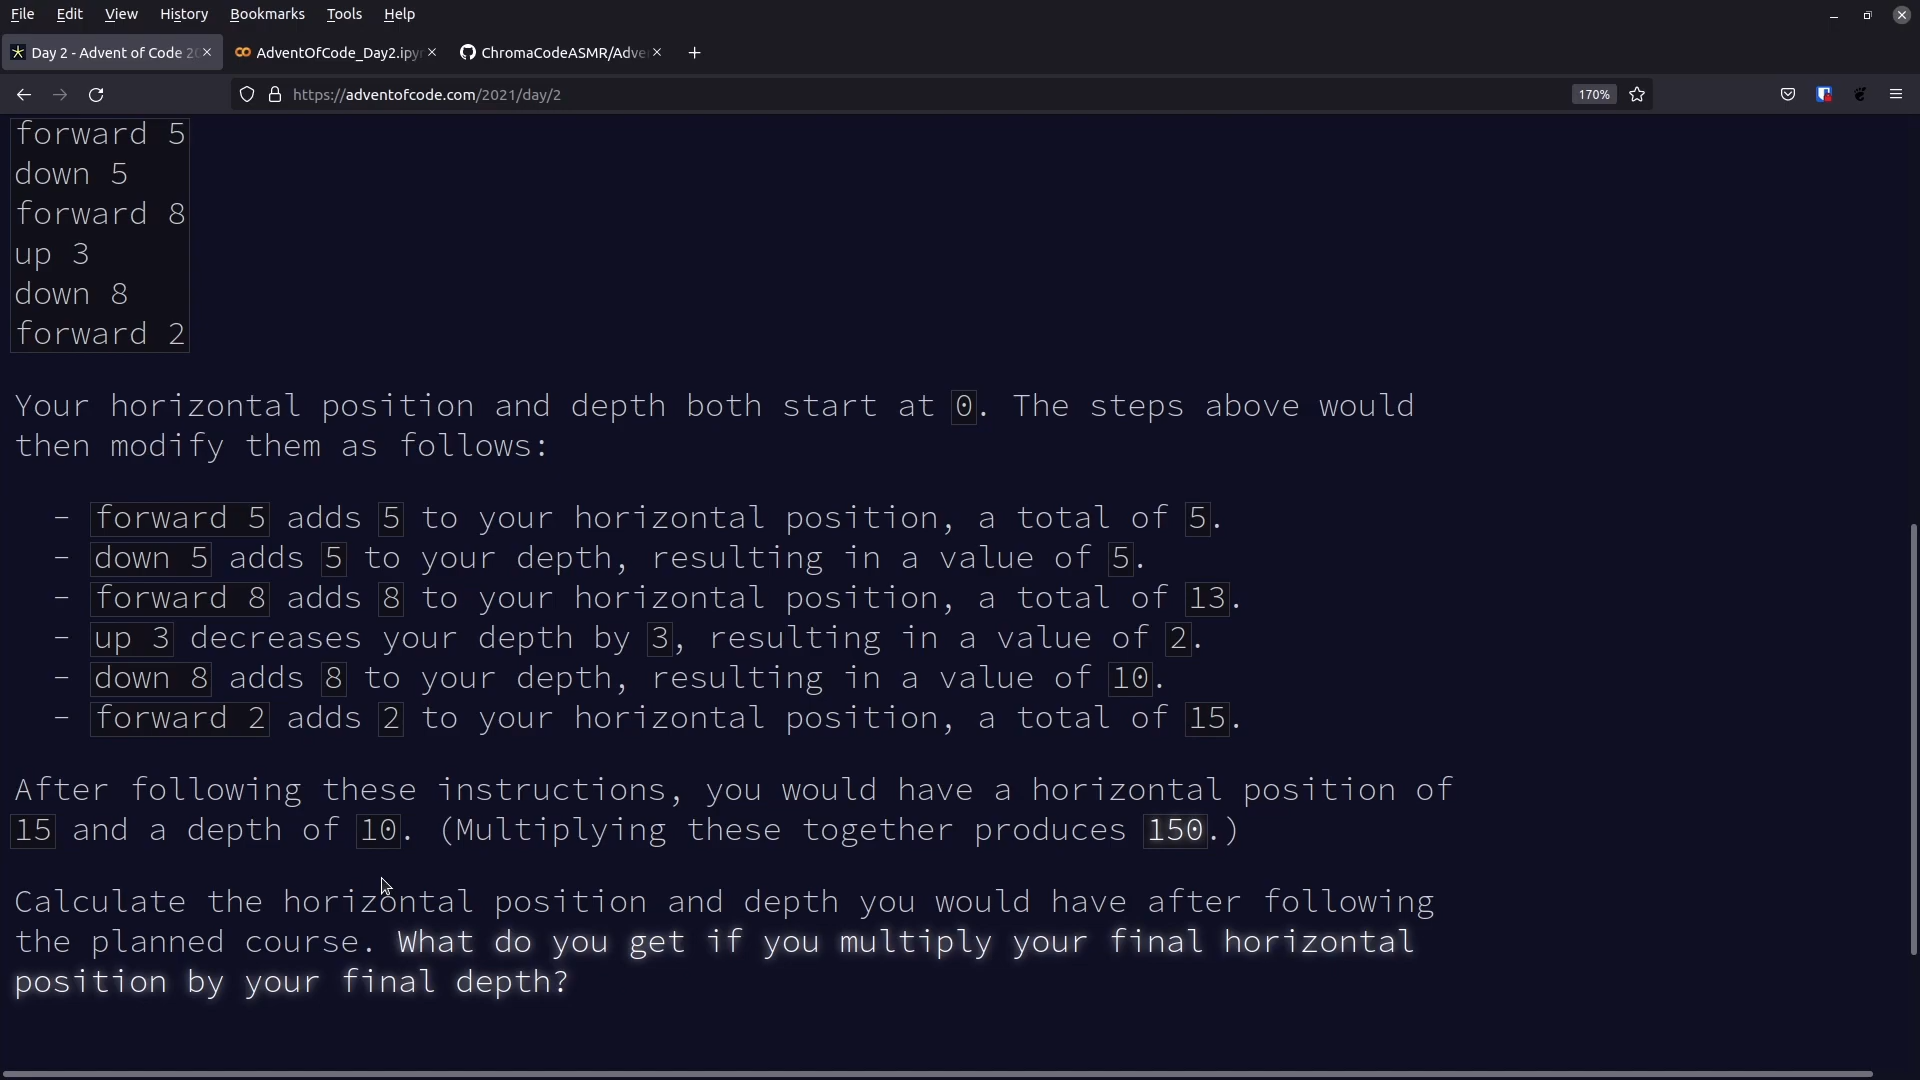 File Edit View History Bookmarks Tools Help
Day 2 - Advent of Code 20
AdventOfCode_Day2.ipy
ChromaCodeASMR/Adve
https://adventofcode.com/2021/day/2
170%
forward 5
down 5
forward 8
up 3
down 8
forward 2
Your horizontal position and depth both start at 0. The steps above would
then modify them as follows:
- forward 5 adds 5 to your horizontal position, a total of 5.
- down 5 adds 5 to your depth, resulting in a value of 5.
- forward 8 adds 8 to your horizontal position, a total of 13.
- up 3 decreases your depth by 3, resulting in a value of 2.
- down 8 adds 8 to your depth, resulting in a value of 10.
- forward 2 adds 2 to your horizontal position, a total of 15.
After following these instructions, you would have a horizontal position of
15 and a depth of 10. (Multiplying these together produces 150.)
Calculate the horizontal position and depth you would have after following
the planned course. What do you get if you multiply your final horizontal
position by your final depth?